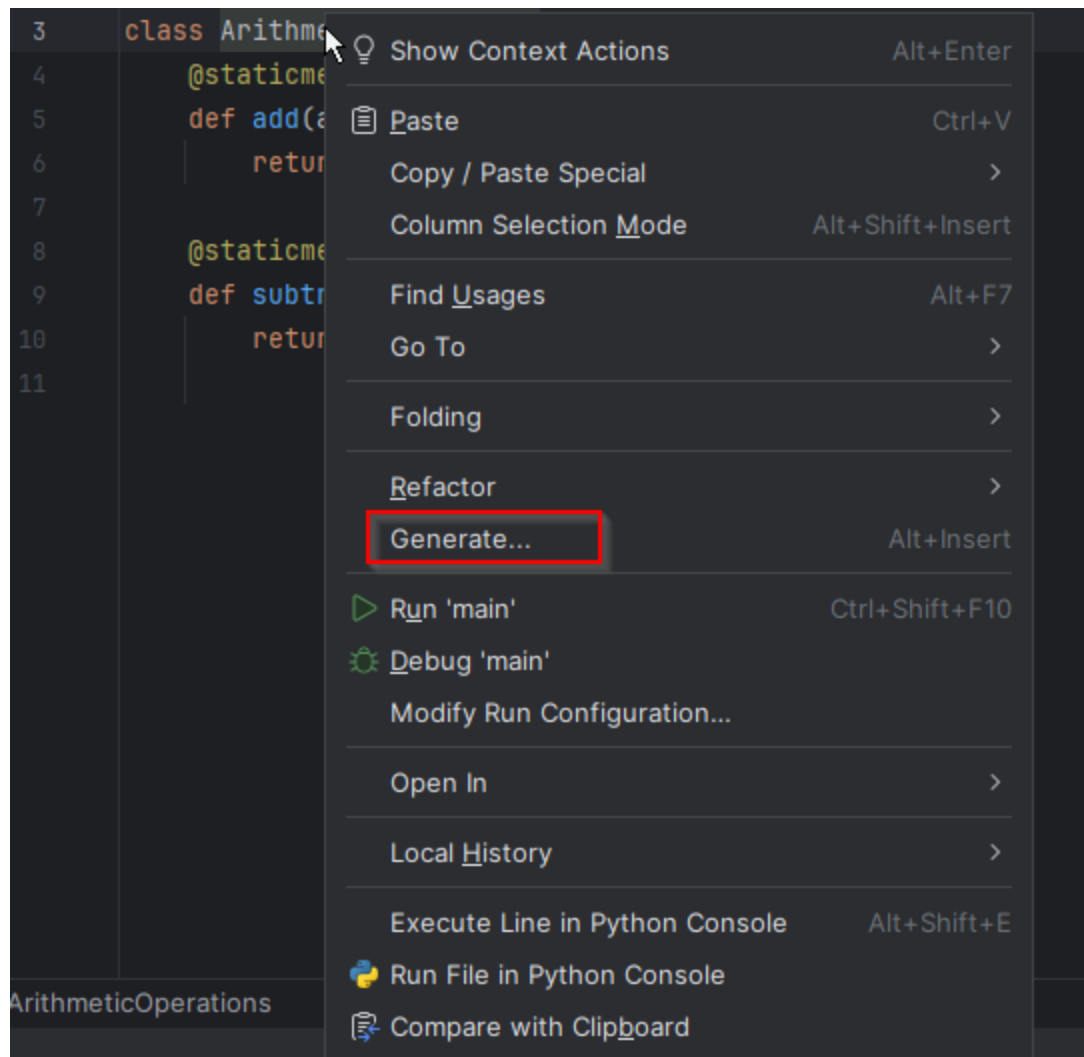 3 class Arithme
4 @staticme
5 def add(a
6 retur
7
8 @staticme
9 def subtr
10 retur
11
Show Context Actions Alt+Enter
Paste Ctrl+V
Copy / Paste Special
Column Selection Mode Alt+Shift+Insert
Find Usages Alt+F7
Go To
Folding
Refactor
Generate... Alt+Insert
Run 'main' Ctrl+Shift+F10
Debug 'main'
Modify Run Configuration...
Open In
Local History
Execute Line in Python Console Alt+Shift+E
Run File in Python Console
Compare with Clipboard
ArithmeticOperations